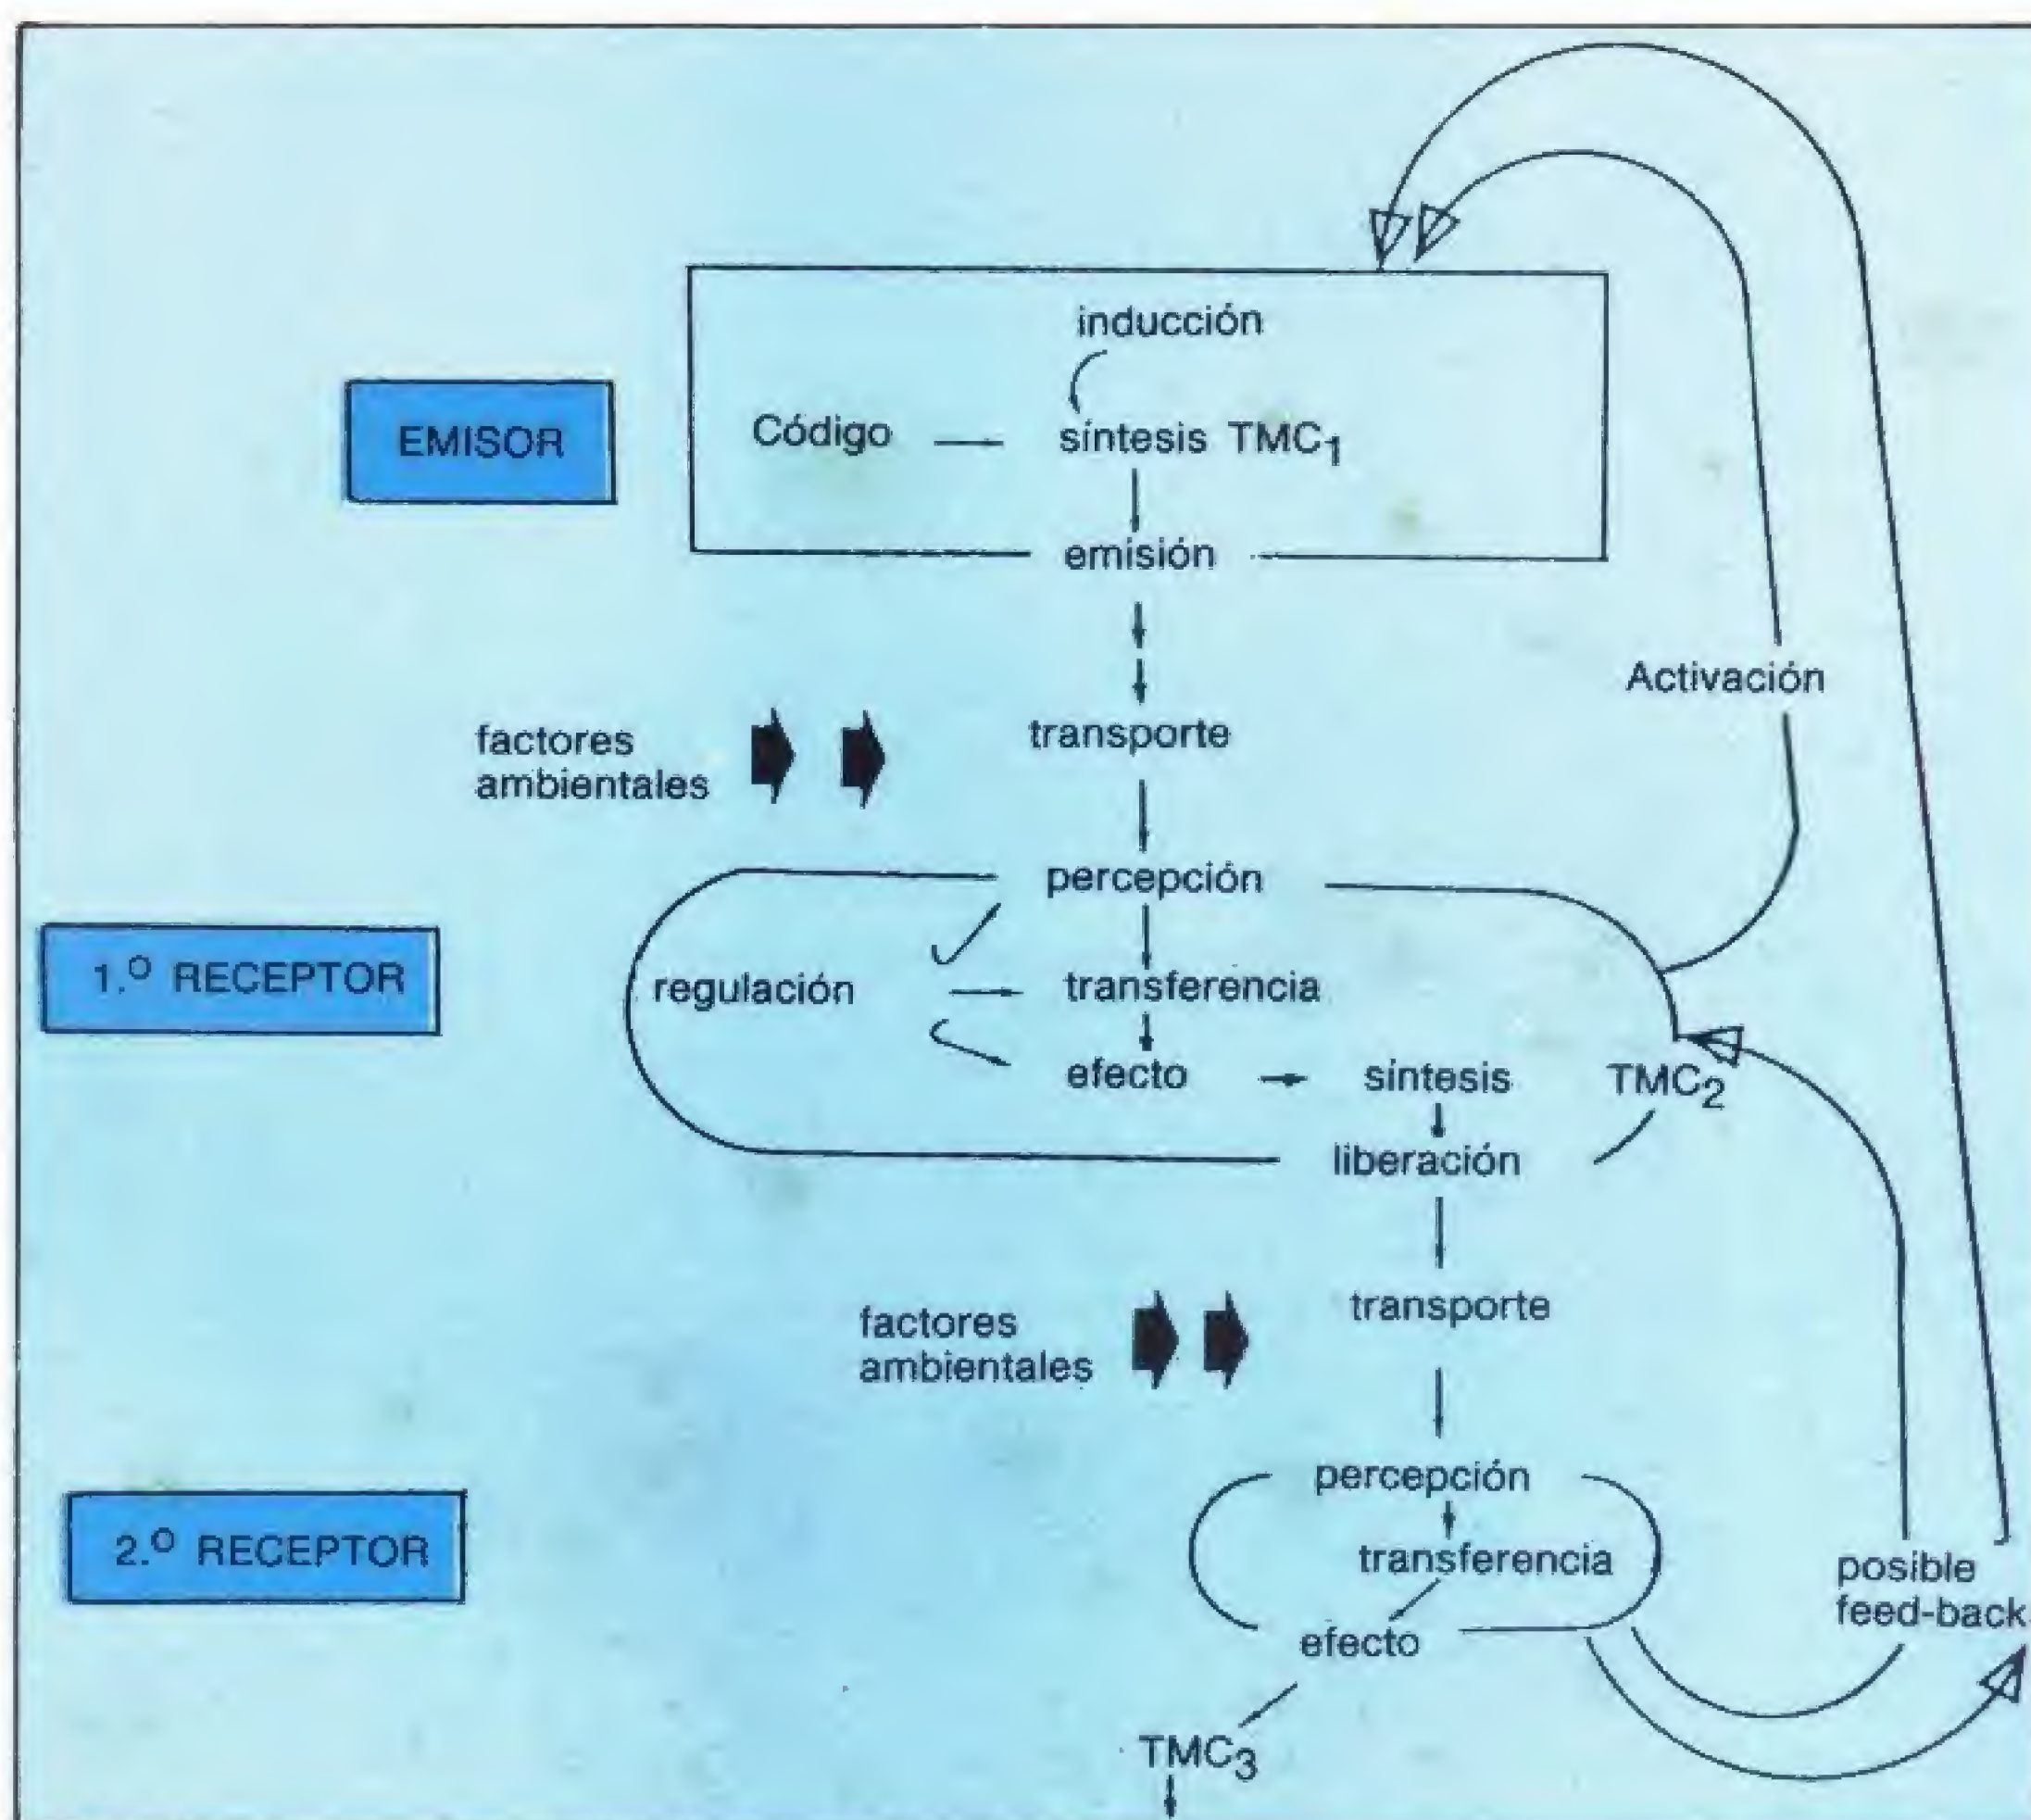 inducción
EMISOR
Código
síntesis TMC₁
emisión
Activación
factores
ambientales
transporte
percepción
1.º RECEPTOR
regulación
transferencia
efecto
síntesis
TMC₂
liberación
factores
ambientales
transporte
percepción
2.º RECEPTOR
transferencia
posible
feed-back
efecto
TMC₃